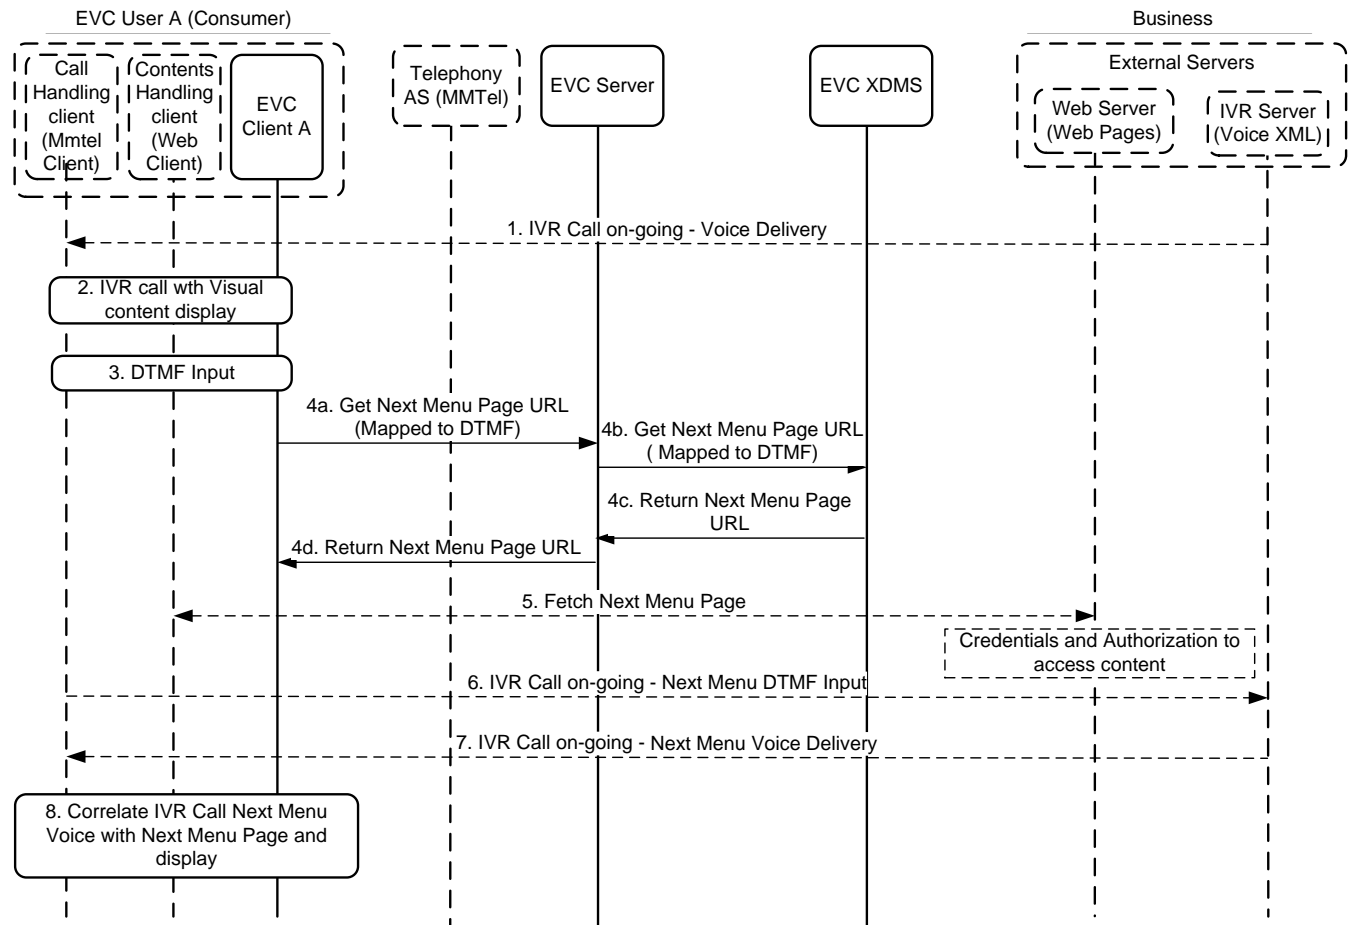 EVC User A (Consumer)
Business
Call
Handling
client
(Mmtel
Client)
Contents
Handling
client
(Web
Client)
EVC
Client A
Telephony
AS (MMTel)
EVC Server
EVC XDMS
External Servers
Web Server
(Web Pages)
IVR Server
(Voice XML)
1. IVR Call on-going - Voice Delivery
2. IVR call wth Visual
content display
3. DTMF Input
4a. Get Next Menu Page URL
(Mapped to DTMF)
4b. Get Next Menu Page URL
( Mapped to DTMF)
4c. Return Next Menu Page
URL
4d. Return Next Menu Page URL
5. Fetch Next Menu Page
Credentials and Authorization to
access content
6. IVR Call on-going - Next Menu DTMF Input
7. IVR Call on-going - Next Menu Voice Delivery
8. Correlate IVR Call Next Menu
Voice with Next Menu Page and
display